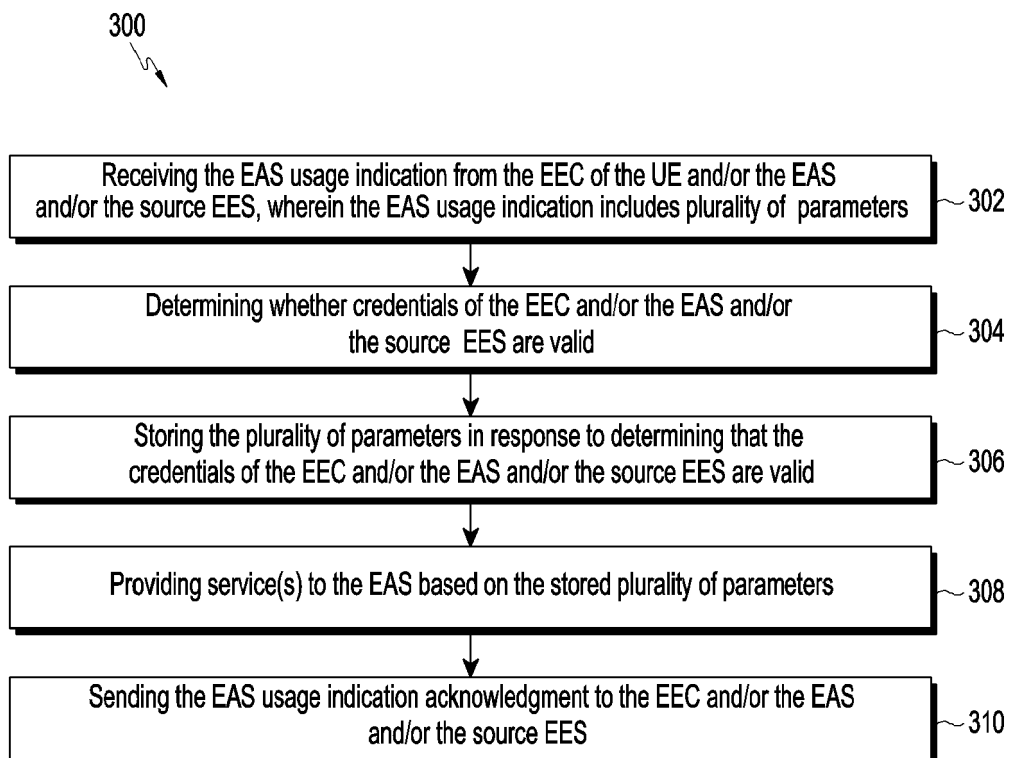 300
Receiving the EAS usage indication from the EEC of the UE and/or the EAS
and/or the source EES, wherein the EAS usage indication includes plurality of parameters
302
Determining whether credentials of the EEC and/or the EAS and/or
the source EES are valid
304
Storing the plurality of parameters in response to determining that the
credentials of the EEC and/or the EAS and/or the source EES are valid
306
Providing service(s) to the EAS based on the stored plurality of parameters
308
Sending the EAS usage indication acknowledgment to the EEC and/or the EAS
and/or the source EES
310